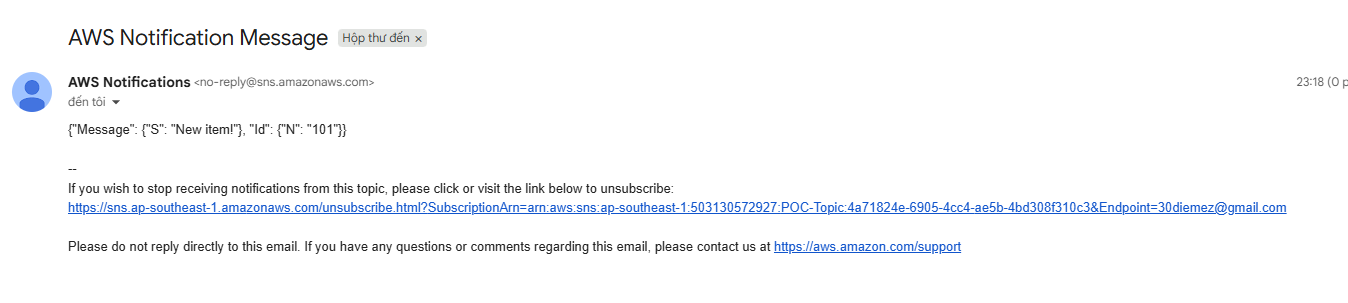 AWS Notification Message Hộp thư đến ×
AWS Notifications <no-reply@sns.amazonaws.com> 23:18 (0 p
đến tôi
{"Message": {"S": "New item!"}, "Id": {"N": "101"}}
--
If you wish to stop receiving notifications from this topic, please click or visit the link below to unsubscribe:
https://sns.ap-southeast-1.amazonaws.com/unsubscribe.html?SubscriptionArn=arn:aws:sns:ap-southeast-1:503130572927:POC-Topic:4a71824e-6905-4cc4-ae5b-4bd308f310c3&Endpoint=30diemez@gmail.com
Please do not reply directly to this email. If you have any questions or comments regarding this email, please contact us at https://aws.amazon.com/support